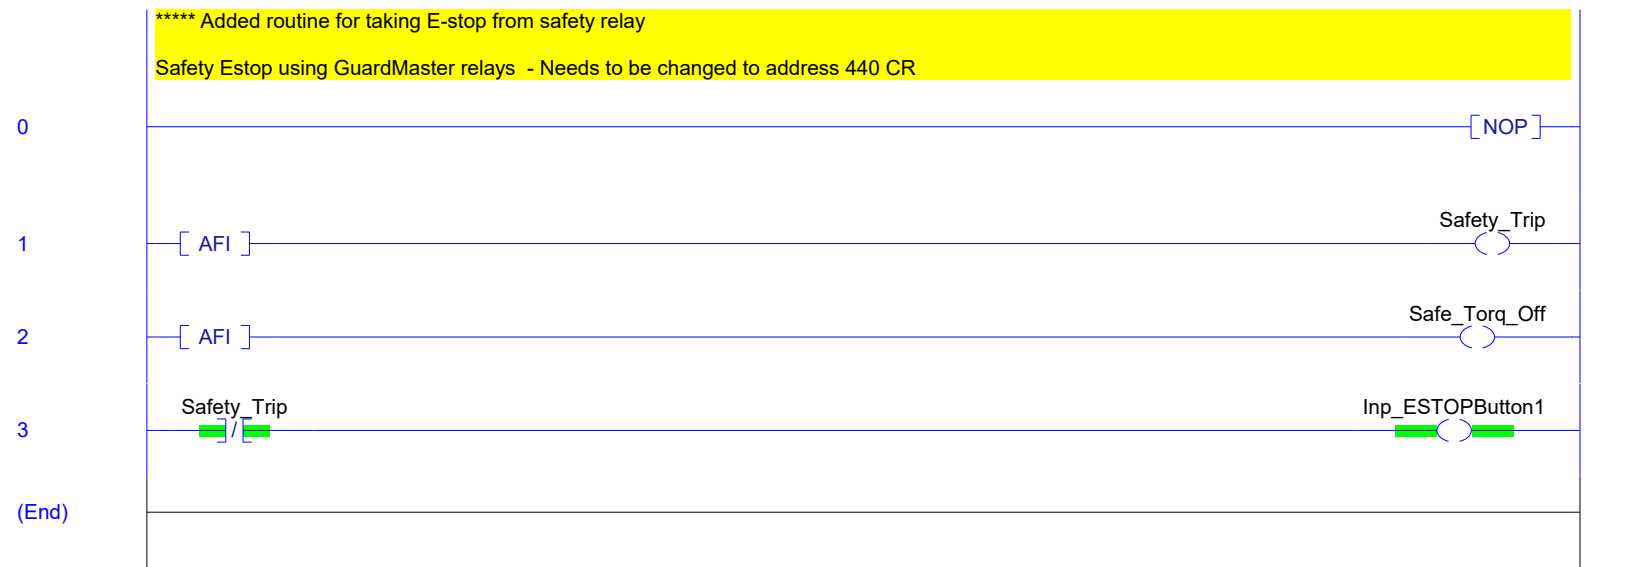 ***** Added routine for taking E-stop from safety relay
Safety Estop using GuardMaster relays  - Needs to be changed to address 440 CR
0
NOP
Safety_Trip
1
AFI
Safe_Torq_Off
2
AFI
Safety_Trip
Inp_ESTOPButton1
3
/
(End)